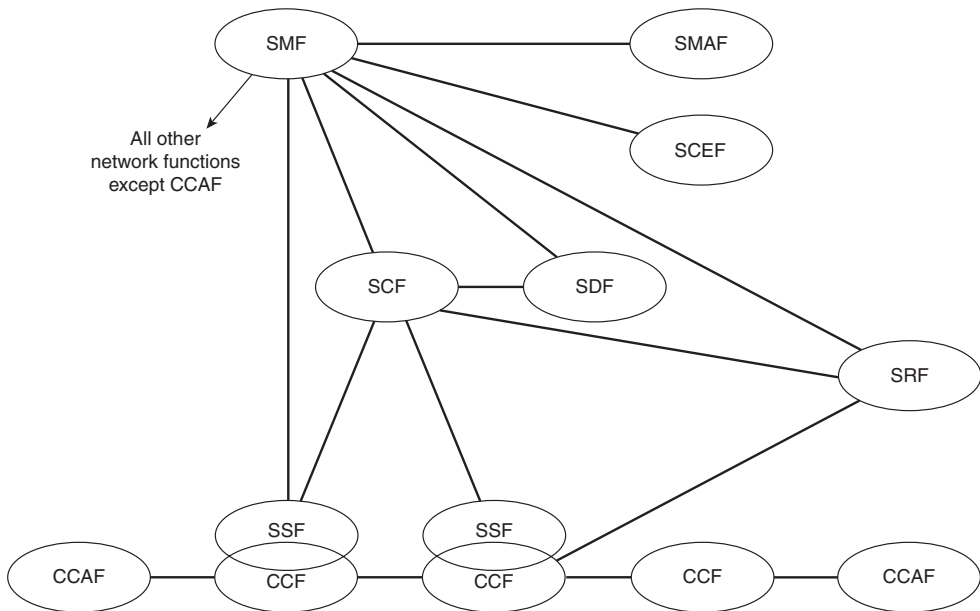 SMF
SMAF
All other
network functions
except CCAF
SCEF
SCF
SDF
SRF
SSF
SSF
CCAF
CCF
CCF
CCF
CCAF